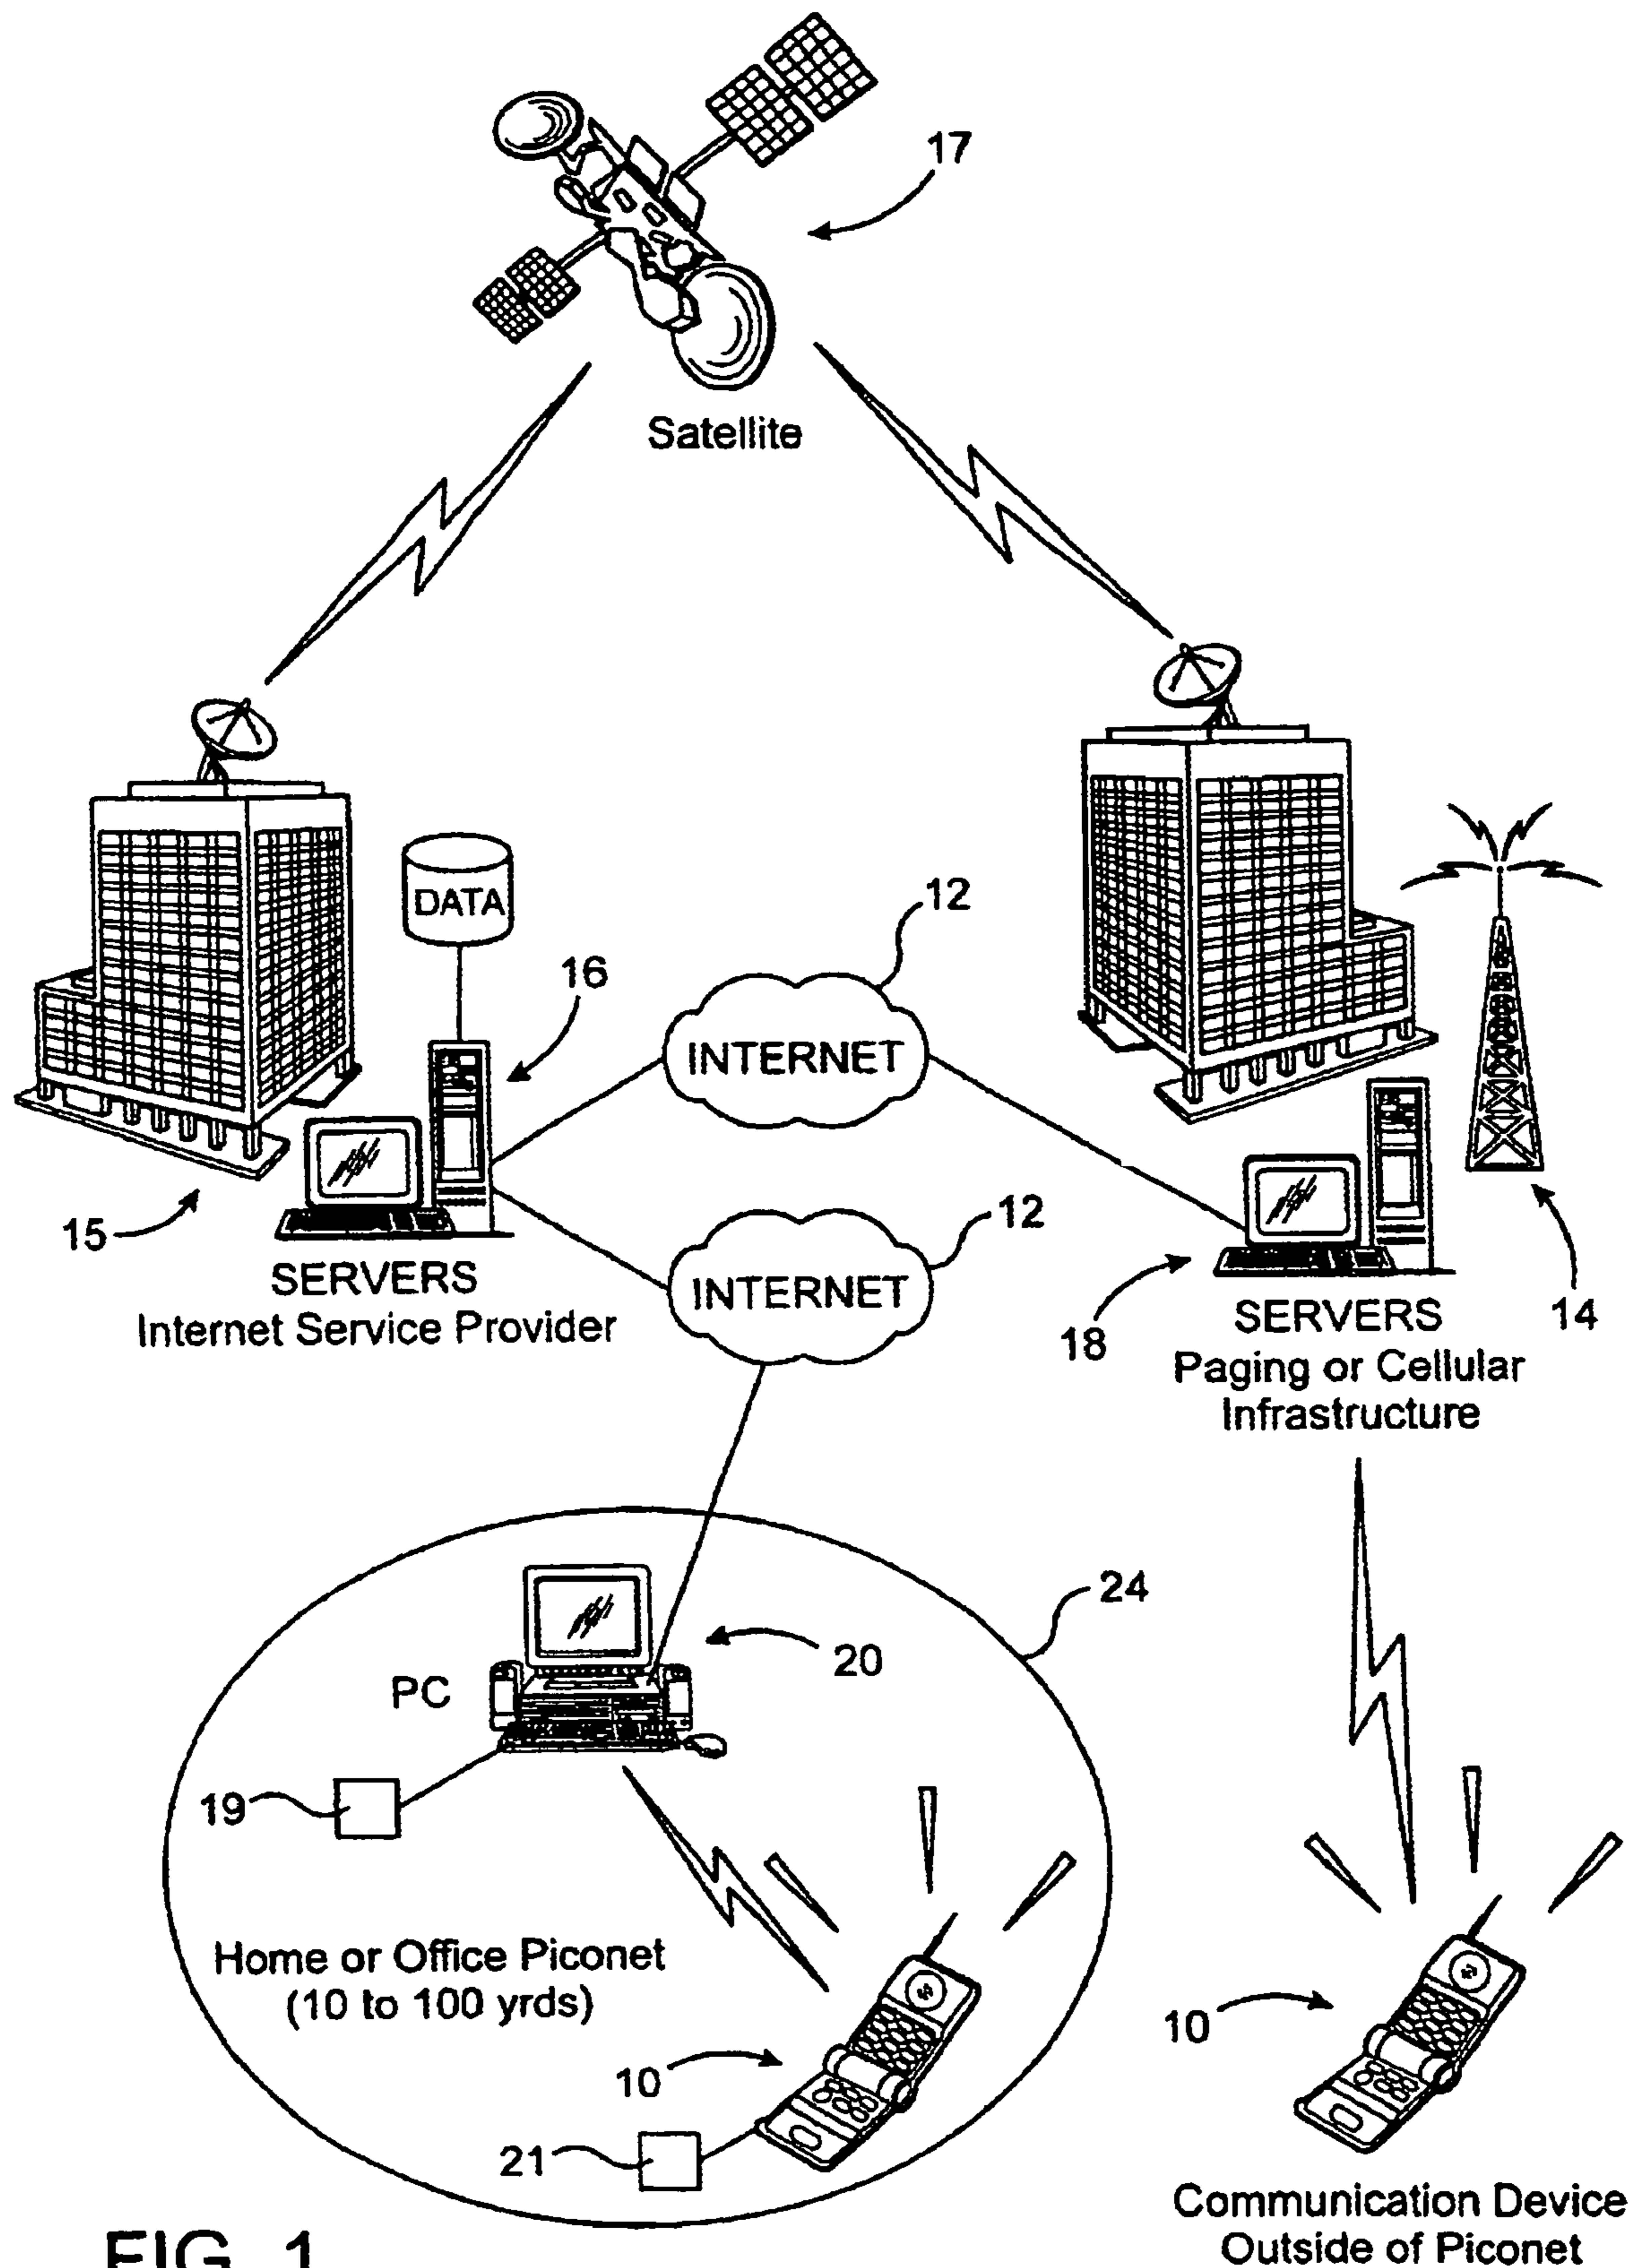 17
Satellite
DATA
12
16
INTERNET
15
12
SERVERS
Internet Service Provider
INTERNET
18
14
SERVERS
Paging or Cellular
Infrastructure
24
20
PC
19
Home or Office Piconet
(10 to 100 yrds)
10
10
21
Communication Device
Outside of Piconet
FIG. 1